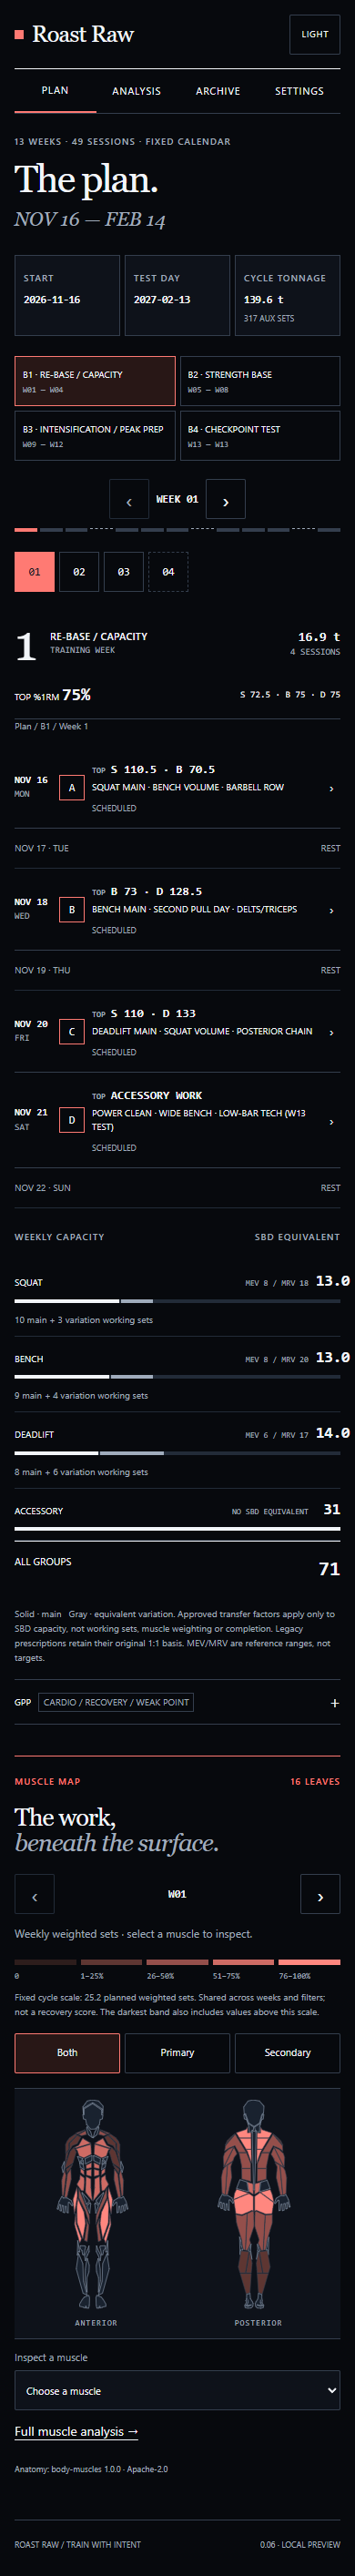 Roast Raw
LIGHT
PLAN ANALYSIS ARCHIVE SETTINGS
13 WEEKS · 49 SESSIONS · FIXED CALENDAR
The plan.
NOV 16 — FEB 14
START
2026-11-16
TEST DAY
2027-02-13
CYCLE TONNAGE
139.6 t
317 AUX SETS
B1 · RE-BASE / CAPACITY
W01 — W04
B2 · STRENGTH BASE
W05 — W08
B3 · INTENSIFICATION / PEAK PREP
W09 — W12
B4 · CHECKPOINT TEST
W13 — W13
‹ WEEK 01 ›
01 02 03 04
1
RE-BASE / CAPACITY
TRAINING WEEK
16.9 t
4 SESSIONS
TOP %1RM 75%
S 72.5 · B 75 · D 75
Plan / B1 / Week 1
NOV 16
MON
A
TOP S 110.5 · B 70.5
SQUAT MAIN · BENCH VOLUME · BARBELL ROW
SCHEDULED
›
NOV 17 · TUE REST
NOV 18
WED
B
TOP B 73 · D 128.5
BENCH MAIN · SECOND PULL DAY · DELTS/TRICEPS
SCHEDULED
›
NOV 19 · THU REST
NOV 20
FRI
C
TOP S 110 · D 133
DEADLIFT MAIN · SQUAT VOLUME · POSTERIOR CHAIN
SCHEDULED
›
NOV 21
SAT
D
TOP ACCESSORY WORK
POWER CLEAN · WIDE BENCH · LOW-BAR TECH (W13
TEST)
SCHEDULED
›
NOV 22 · SUN REST
WEEKLY CAPACITY SBD EQUIVALENT
SQUAT MEV 8 / MRV 18 13.0
10 main + 3 variation working sets
BENCH MEV 8 / MRV 20 13.0
9 main + 4 variation working sets
DEADLIFT MEV 6 / MRV 17 14.0
8 main + 6 variation working sets
ACCESSORY NO SBD EQUIVALENT 31
ALL GROUPS 71
Solid · main Gray · equivalent variation. Approved transfer factors apply only to
SBD capacity, not working sets, muscle weighting or completion. Legacy
prescriptions retain their original 1:1 basis. MEV/MRV are reference ranges, not
targets.
GPP CARDIO / RECOVERY / WEAK POINT +
MUSCLE MAP 16 LEAVES
The work,
beneath the surface.
‹ W01 ›
Weekly weighted sets · select a muscle to inspect.
0 1–25% 26–50% 51–75% 76–100%
Fixed cycle scale: 25.2 planned weighted sets. Shared across weeks and filters;
not a recovery score. The darkest band also includes values above this scale.
Both Primary Secondary
ANTERIOR POSTERIOR
Inspect a muscle
Choose a muscle
Full muscle analysis →
Anatomy: body-muscles 1.0.0 · Apache-2.0
ROAST RAW / TRAIN WITH INTENT 0.06 · LOCAL PREVIEW